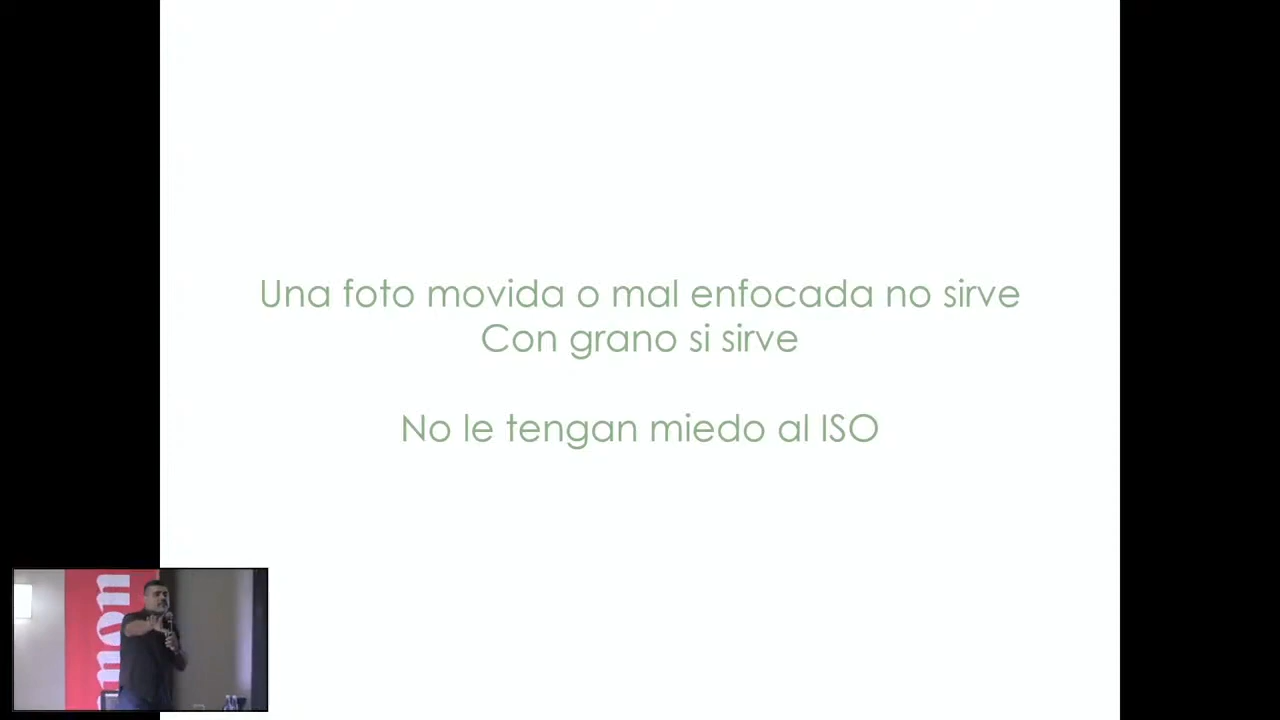 Una foto movida o mal enfocada no sirve
Con grano si sirve
No le tengan miedo al ISO